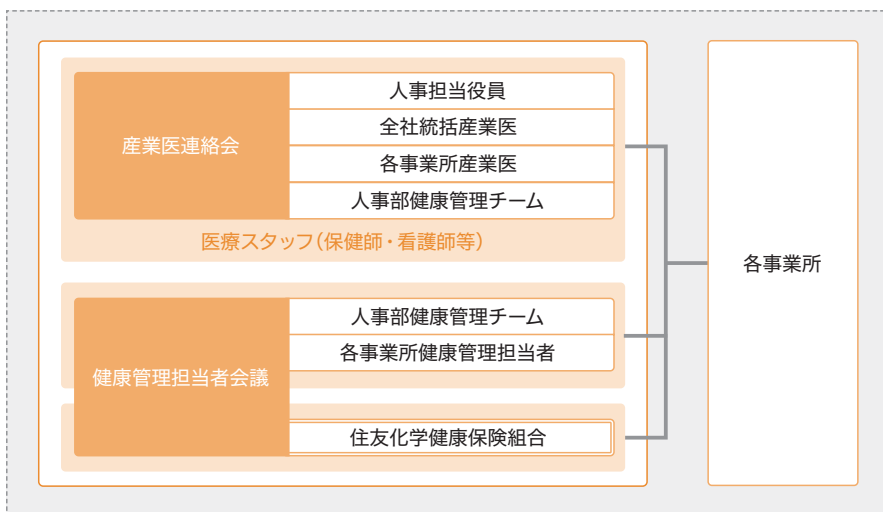 産業医連絡会
人事担当役員
全社統括産業医
各事業所産業医
人事部健康管理チーム
医療スタッフ（保健師・看護師等）
健康管理担当者会議
人事部健康管理チーム
各事業所健康管理担当者
住友化学健康保険組合
各事業所